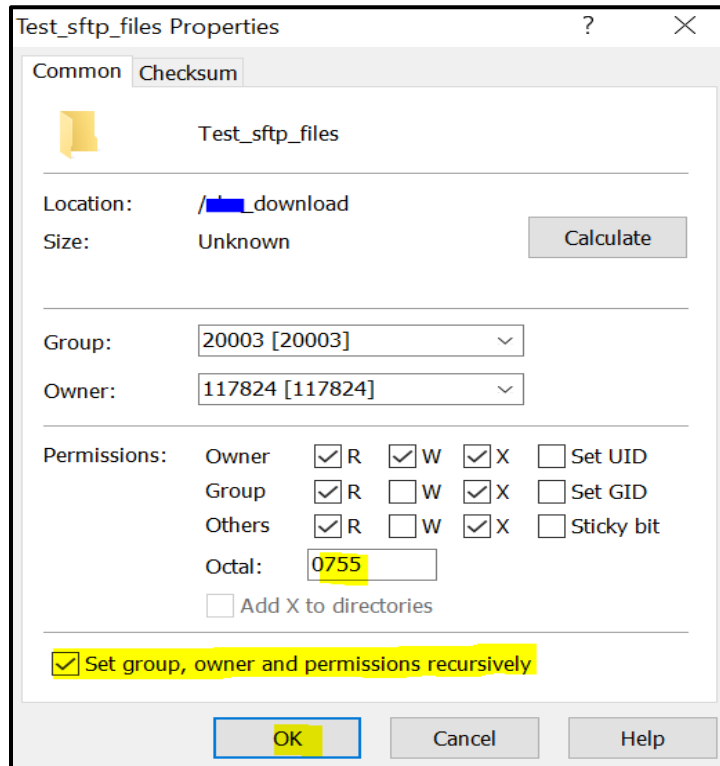 Test_sftp_files Properties ?
Common Checksum
Test_sftp_files
Location: / _download
Size: Unknown Calculate
Group: 20003 [20003]
Owner: 117824 [117824]
Permissions: Owner R W X Set UID
Group R W X Set GID
Others R W X Sticky bit
Octal: 0755
Add X to directories
Set group, owner and permissions recursively
OK Cancel Help